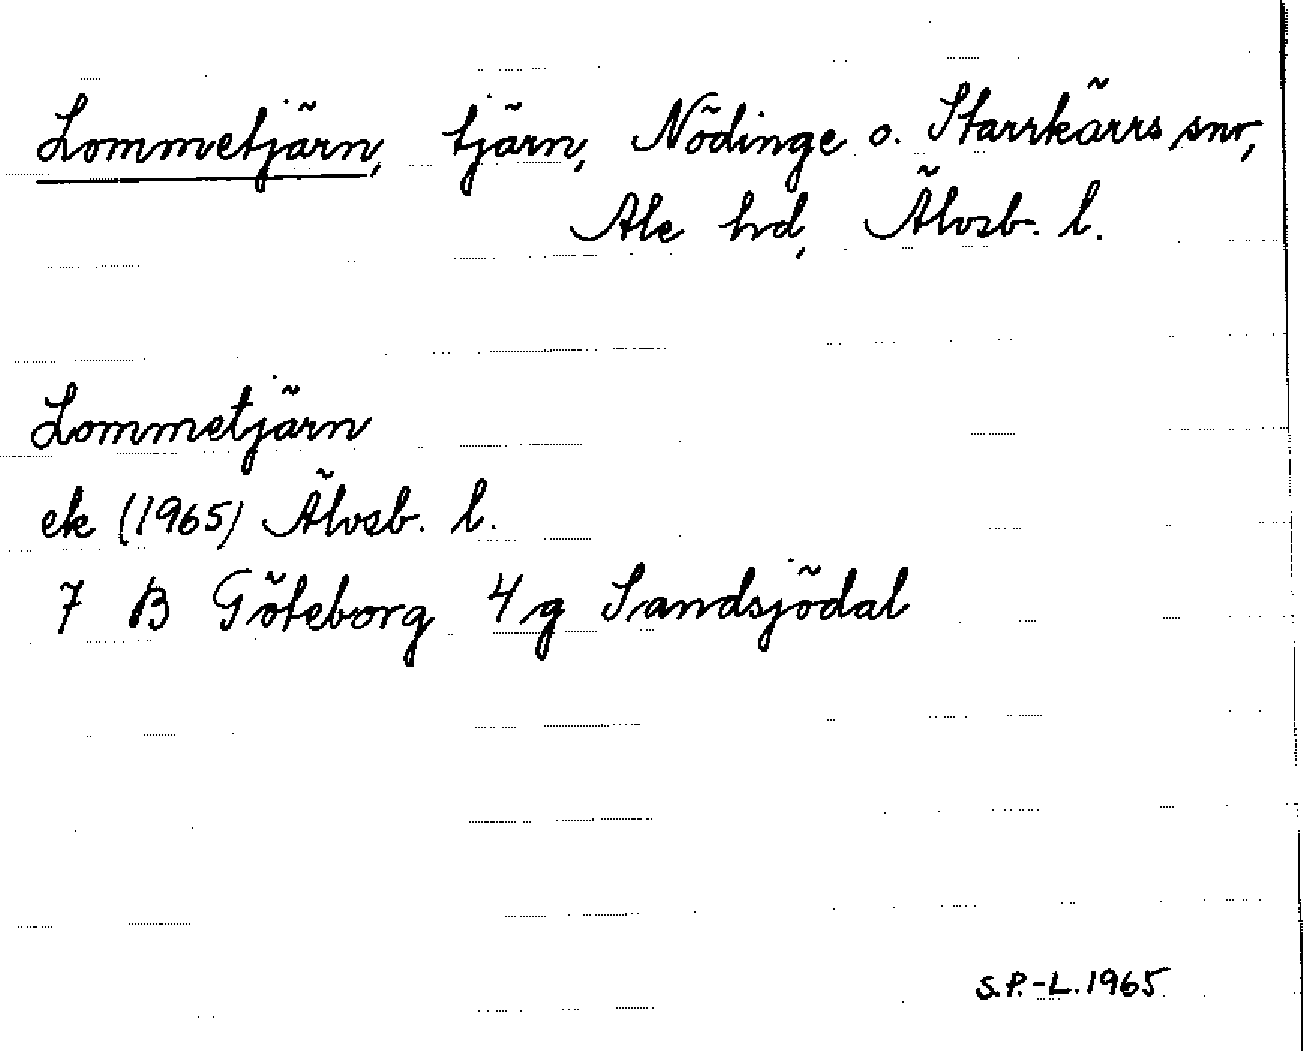 Lommetjärn, tjärn, Nödinge o. Starrkärrs snr,
Ale hd, Älvsb. l.
Lommetjärn
ek (1965) Älvsb. l.
7 B Göteborg 4 g Sandsjödal
S.P.-L. 1965